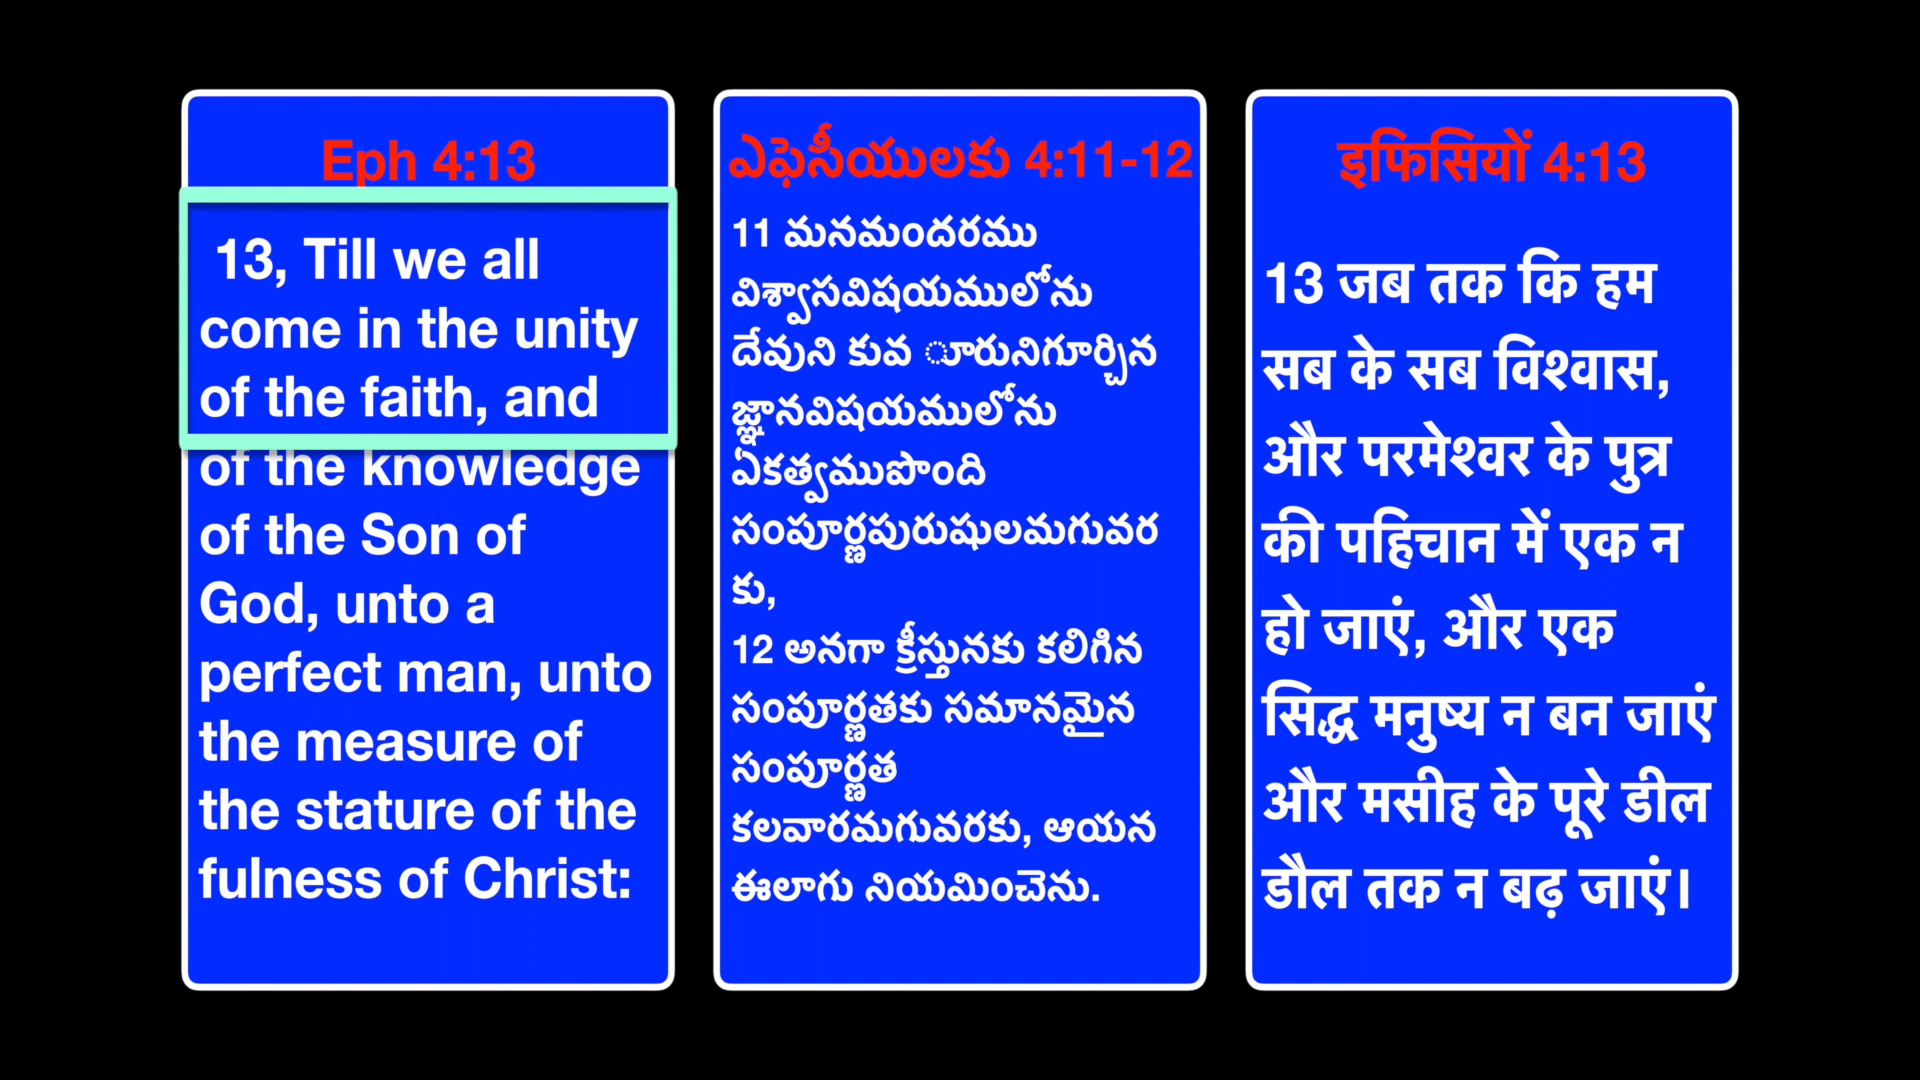 Eph 4:13
13, Till we all
come in the unity
of the faith, and
of the knowledge
of the Son of
God, unto a
perfect man, unto
the measure of
the stature of the
fulness of Christ:
ఎఫెసీయులకు 4:11-12
11 మనమందరము
విశ్వాసవిషయములోను
దేవుని కువ ూరునిగూర్చిన
జ్ఞానవిషయములోను
ఏకత్వముపొంది
సంపూర్ణపురుషులమగువర
కు,
12 అనగా క్రీస్తునకు కలిగిన
సంపూర్ణతకు సమానమైన
సంపూర్ణత
కలవారమగువరకు, ఆయన
ఈలాగు నియమించెను.
इफिसियों 4:13
13 जब तक कि हम
सब के सब विश्वास,
और परमेश्वर के पुत्र
की पहिचान में एक न
हो जाएं, और एक
सिद्ध मनुष्य न बन जाएं
और मसीह के पूरे डील
डौल तक न बढ़ जाएं।